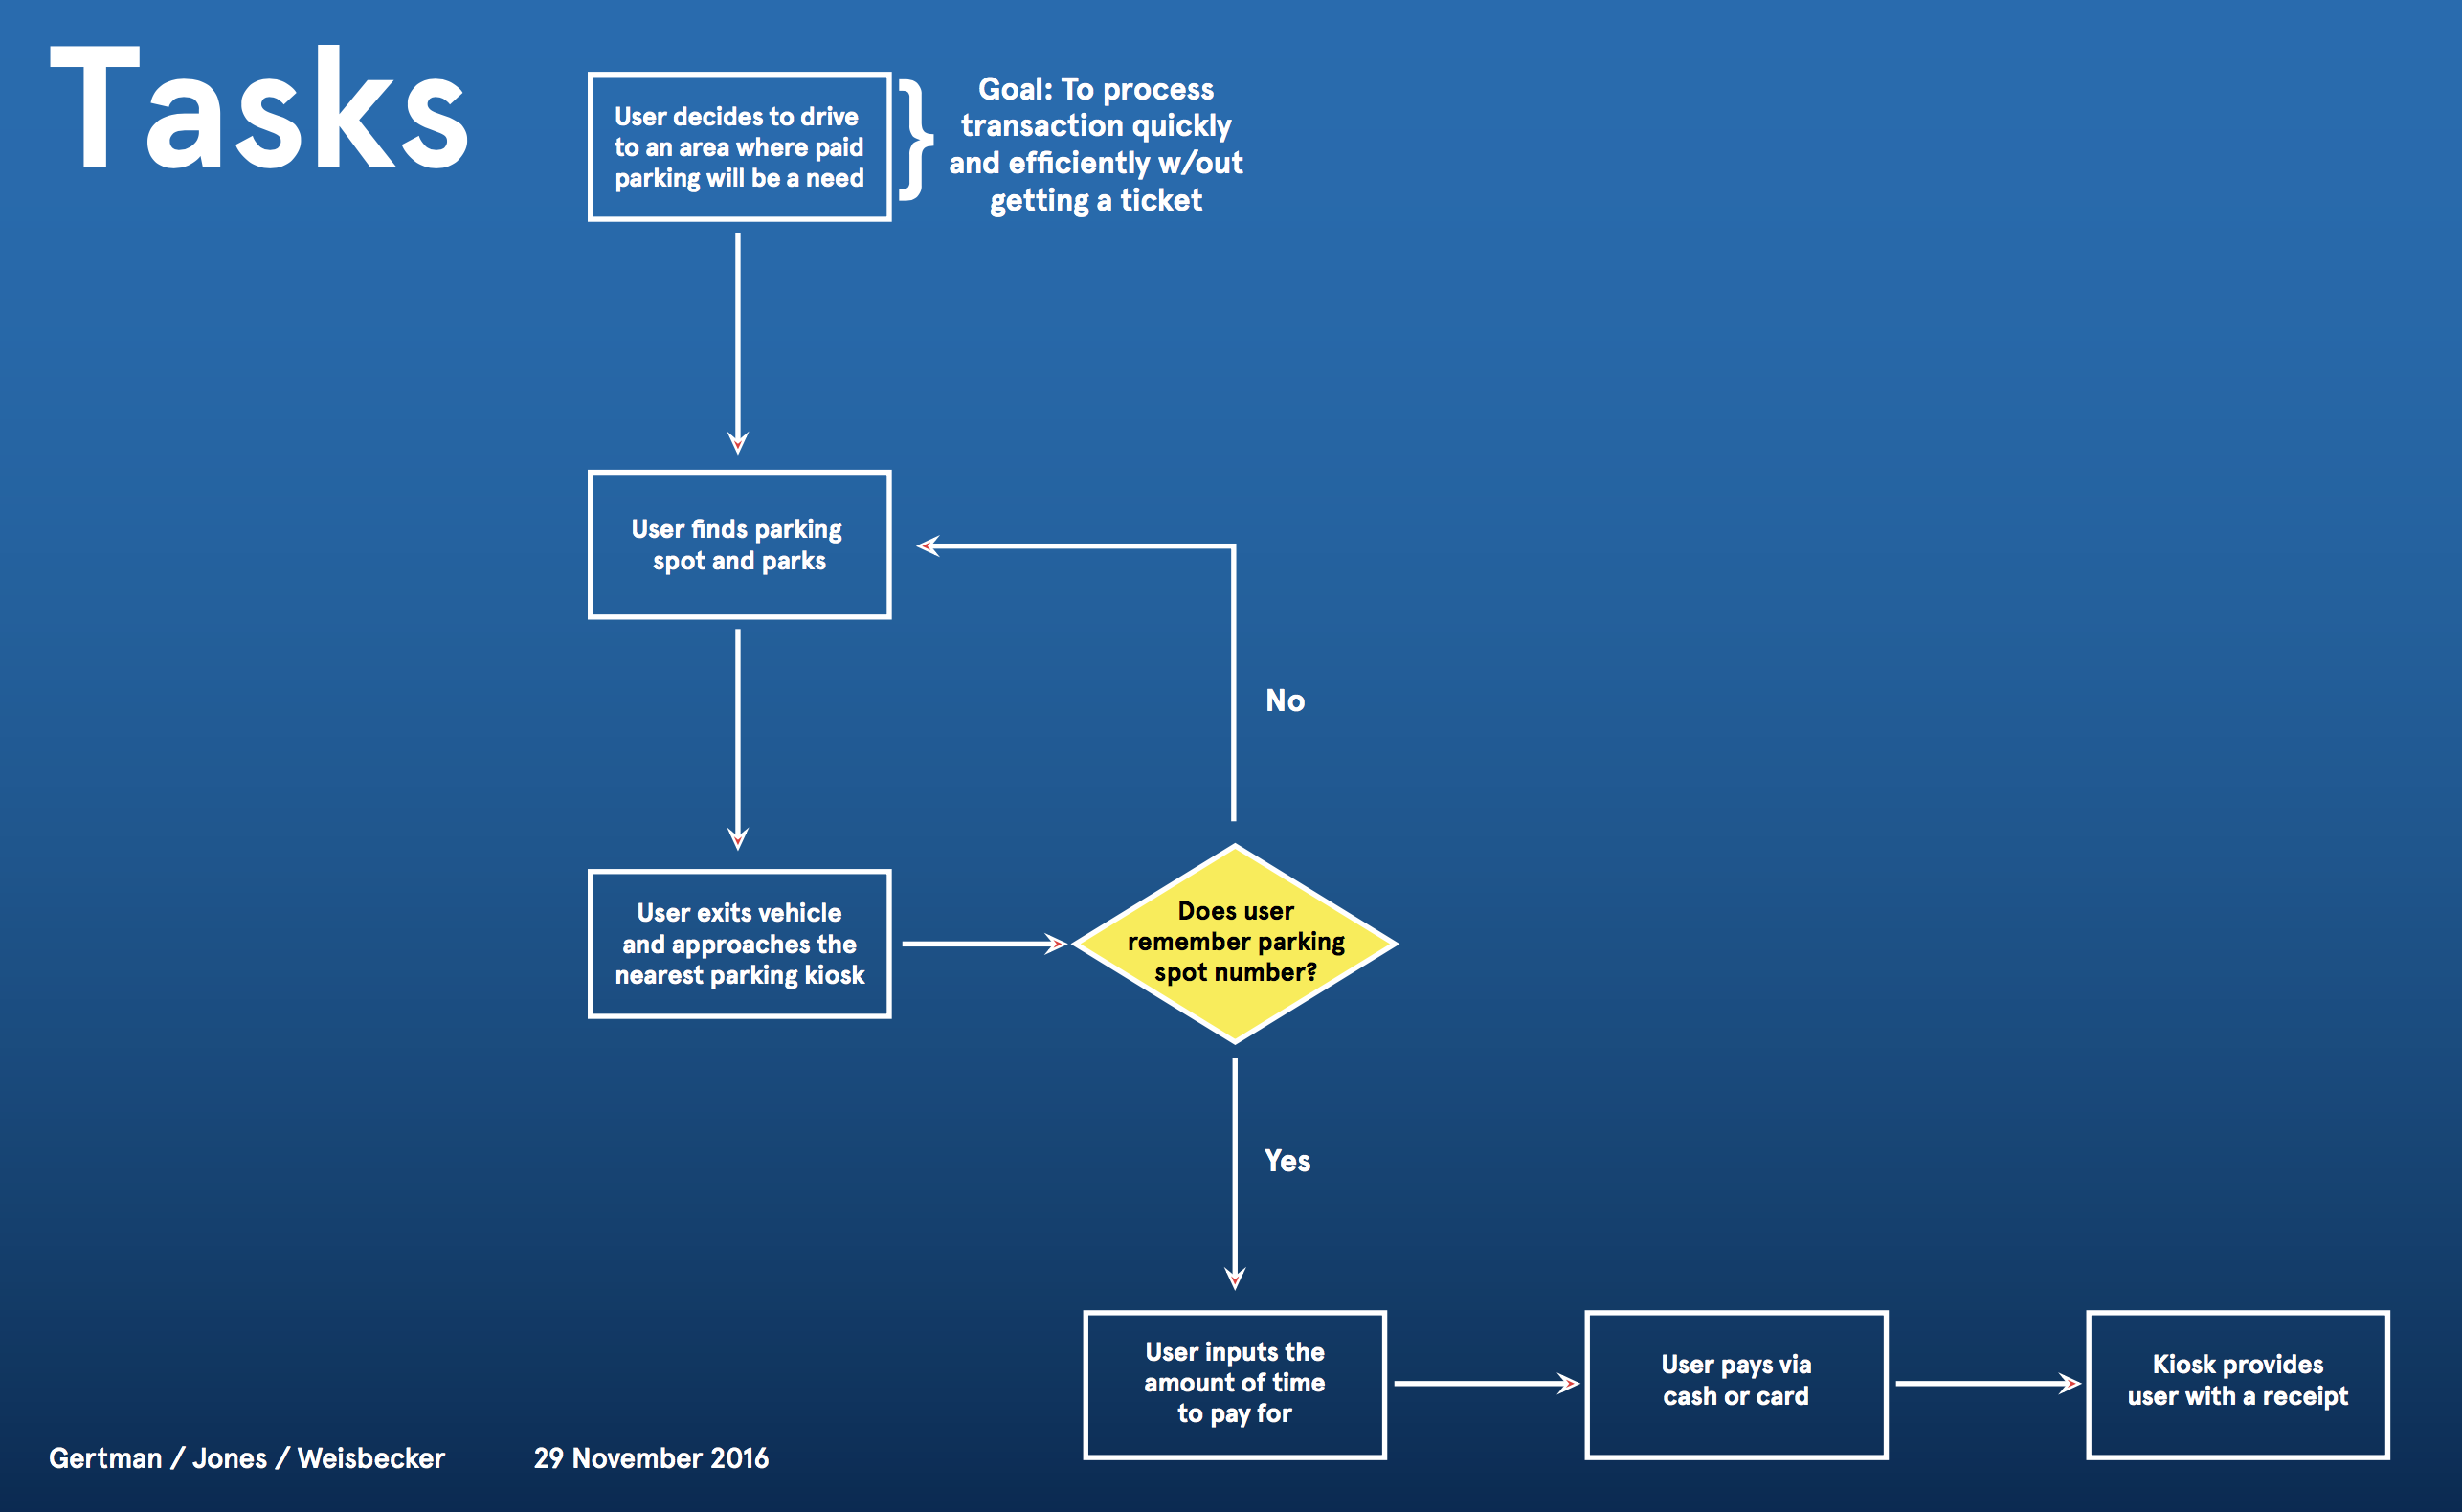 Tasks
User decides to drive
to an area where paid
parking will be a need
Goal: To process
transaction quickly
and efficiently w/out
getting a ticket
User finds parking
spot and parks
No
User exits vehicle
and approaches the
nearest parking kiosk
Does user
remember parking
spot number?
Yes
User inputs the
amount of time
to pay for
User pays via
cash or card
Kiosk provides
user with a receipt
Gertman / Jones / Weisbecker
29 November 2016